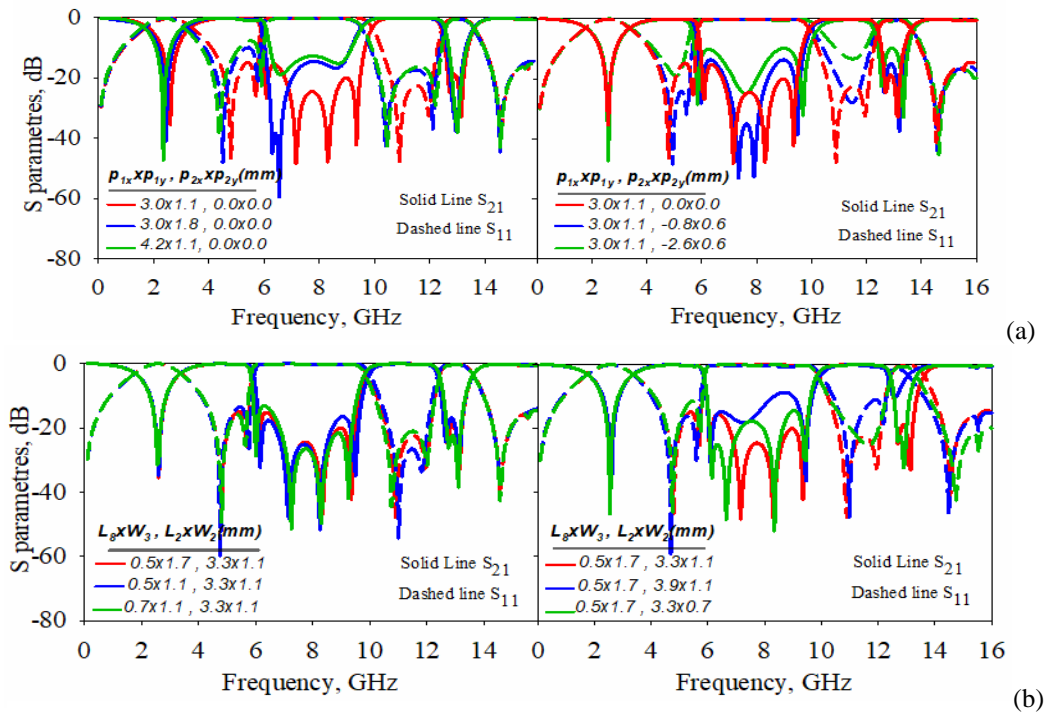 S parametres, dB
0
-20
-40
-60
-80
p1xxp1y , p2xxp2y(mm)
3.0x1.1 , 0.0x0.0
3.0x1.8 , 0.0x0.0
4.2x1.1 , 0.0x0.0
Solid Line S21
Dashed line S11
0 2 4 6 8 10 12 14
Frequency, GHz
p1xxp1y , p2xxp2y(mm)
3.0x1.1 , 0.0x0.0
3.0x1.1 , -0.8x0.6
3.0x1.1 , -2.6x0.6
Solid Line S21
Dashed line S11
0 2 4 6 8 10 12 14 16
Frequency, GHz
(a)
S parametres, dB
0
-20
-40
-60
-80
L8xW3, L2xW2(mm)
0.5x1.7 , 3.3x1.1
0.5x1.1 , 3.3x1.1
0.7x1.1 , 3.3x1.1
Solid Line S21
Dashed line S11
0 2 4 6 8 10 12 14
Frequency, GHz
L8xW3, L2xW2(mm)
0.5x1.7 , 3.3x1.1
0.5x1.7 , 3.9x1.1
0.5x1.7 , 3.3x0.7
Solid Line S21
Dashed line S11
0 2 4 6 8 10 12 14 16
Frequency, GHz
(b)